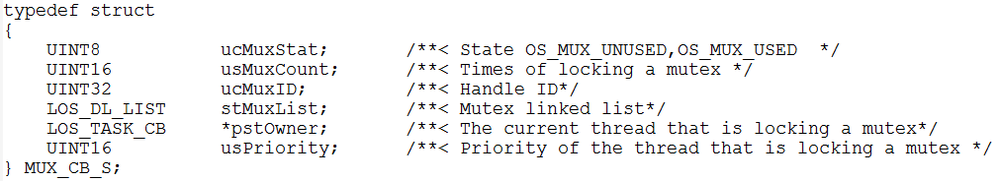 typedef struct
{
    UINT8            ucMuxStat;        /**< State OS_MUX_UNUSED,OS_MUX_USED  */
    UINT16           usMuxCount;       /**< Times of locking a mutex */
    UINT32           ucMuxID;          /**< Handle ID*/
    LOS_DL_LIST      stMuxList;        /**< Mutex linked list*/
    LOS_TASK_CB      *pstOwner;        /**< The current thread that is locking a mutex*/
    UINT16           usPriority;       /**< Priority of the thread that is locking a mutex */
} MUX_CB_S;